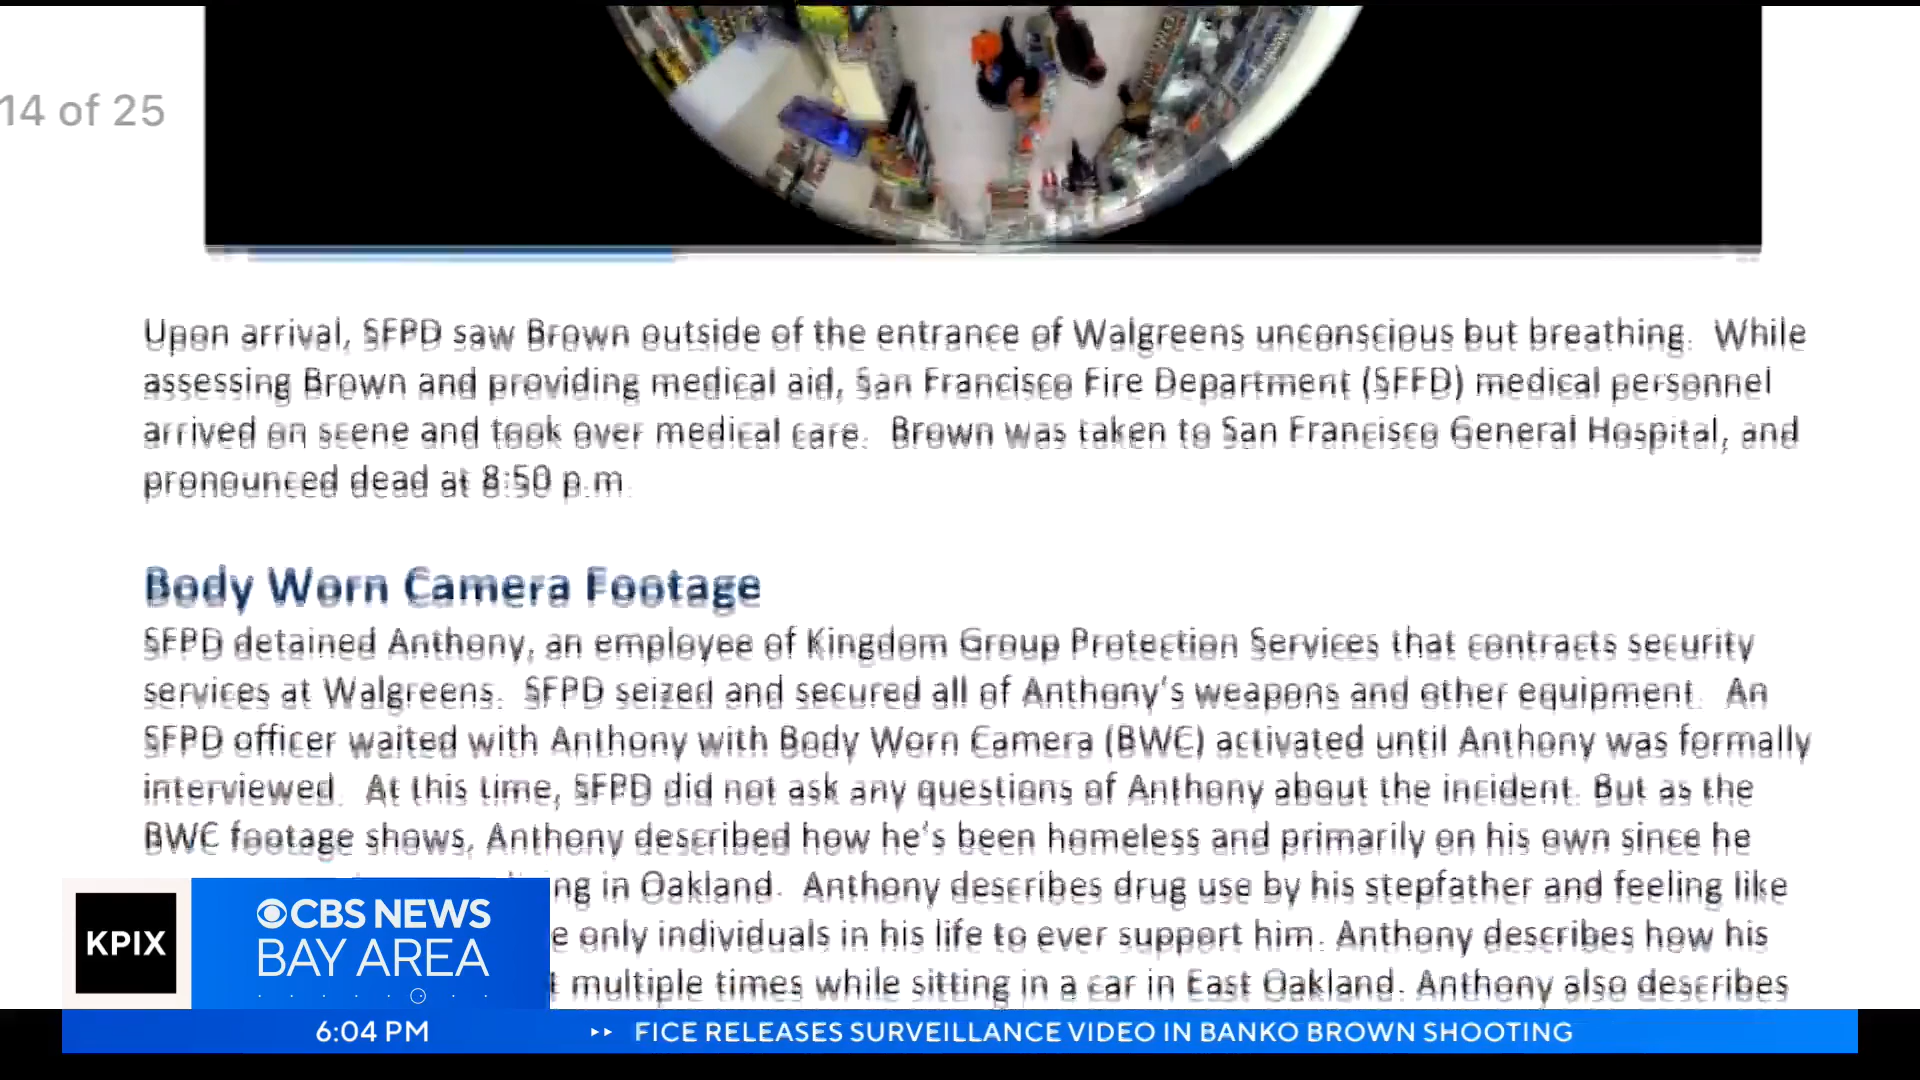 14 of 25
Upon arrival, SFPD saw Brown outside of the entrance of Walgreens unconscious but breathing. While
assessing Brown and providing medical aid, San Francisco Fire Department (SFFD) medical personnel
arrived on scene and took over medical care. Brown was taken to San Francisco General Hospital, and
pronounced dead at 8:50 p.m.
Body Worn Camera Footage
SFPD detained Anthony, an employee of Kingdom Group Protection Services that contracts security
services at Walgreens. SFPD seized and secured all of Anthony's weapons and other equipment. An
SFPD officer waited with Anthony with Body Worn Camera (BWC) activated until Anthony was formally
interviewed. At this time, SFPD did not ask any questions of Anthony about the incident. But as the
BWC footage shows, Anthony described how he's been homeless and primarily on his own since he
ng in Oakland. Anthony describes drug use by his stepfather and feeling like
e only individuals in his life to ever support him. Anthony describes how his
t multiple times while sitting in a car in East Oakland. Anthony also describes
KPIX
CBS NEWS
BAY AREA
6:04 PM
FICE RELEASES SURVEILLANCE VIDEO IN BANKO BROWN SHOOTING